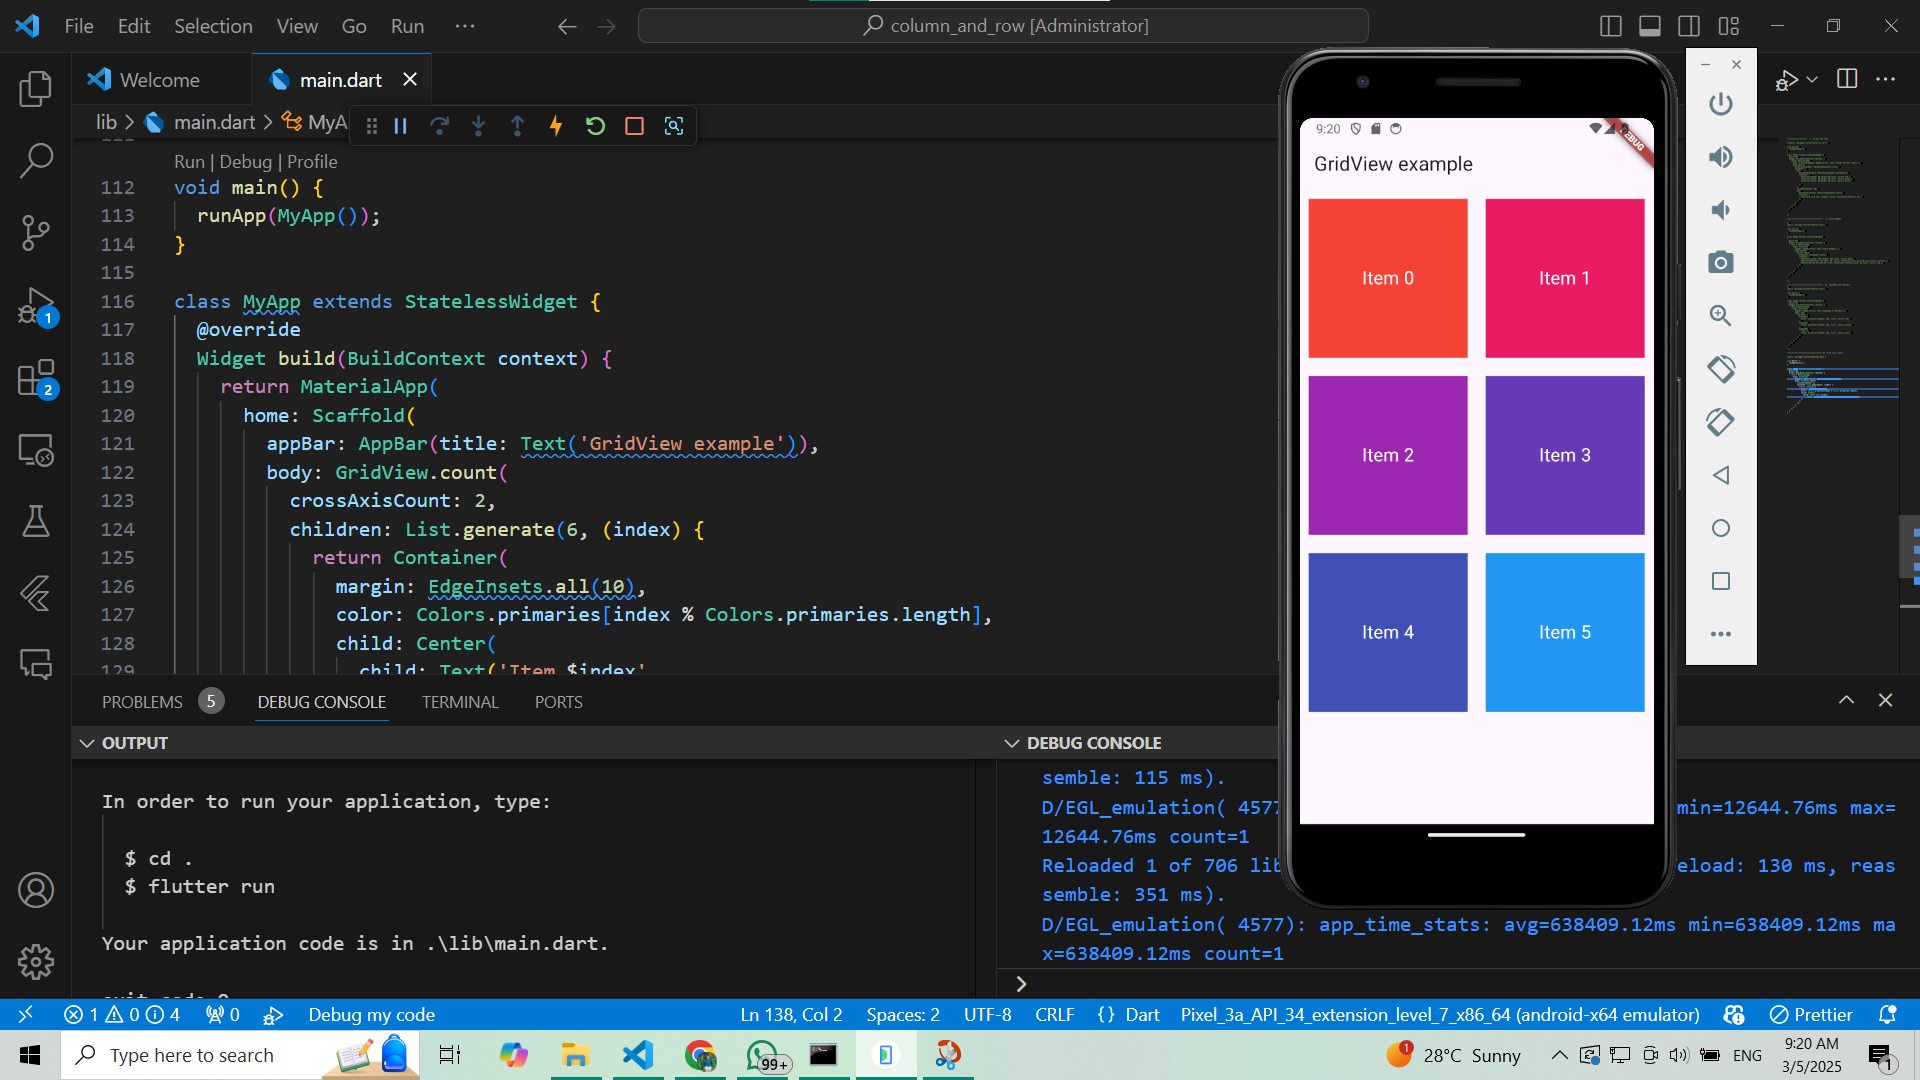 File Edit Selection View Go Run ···
column_and_row [Administrator]
Welcome
main.dart
lib > main.dart > MyA
Run | Debug | Profile
112 void main() {
113 runApp(MyApp());
114 }
115
116 class MyApp extends StatelessWidget {
117 @override
118 Widget build(BuildContext context) {
119 return MaterialApp(
120 home: Scaffold(
121 appBar: AppBar(title: Text('GridView example')),
122 body: GridView.count(
123 crossAxisCount: 2,
124 children: List.generate(6, (index) {
125 return Container(
126 margin: EdgeInsets.all(10),
127 color: Colors.primaries[index % Colors.primaries.length],
128 child: Center(
129 child: Text('Item $index'
9:20
DEBUG
GridView example
Item 0 Item 1
Item 2 Item 3
Item 4 Item 5
1
2
PROBLEMS 5 DEBUG CONSOLE TERMINAL PORTS
OUTPUT
In order to run your application, type:
$ cd .
$ flutter run
Your application code is in .\lib\main.dart.
exit code 0
DEBUG CONSOLE
semble: 115 ms).
D/EGL_emulation( 457 min=12644.76ms max=
12644.76ms count=1
Reloaded 1 of 706 lib eload: 130 ms, reas
semble: 351 ms).
D/EGL_emulation( 4577): app_time_stats: avg=638409.12ms min=638409.12ms ma
x=638409.12ms count=1
>
1 0 4 0 Debug my code Ln 138, Col 2 Spaces: 2 UTF-8 CRLF {} Dart Pixel_3a_API_34_extension_level_7_x86_64 (android-x64 emulator) Prettier
Type here to search
99+
1
28°C Sunny
ENG
9:20 AM
3/5/2025
1